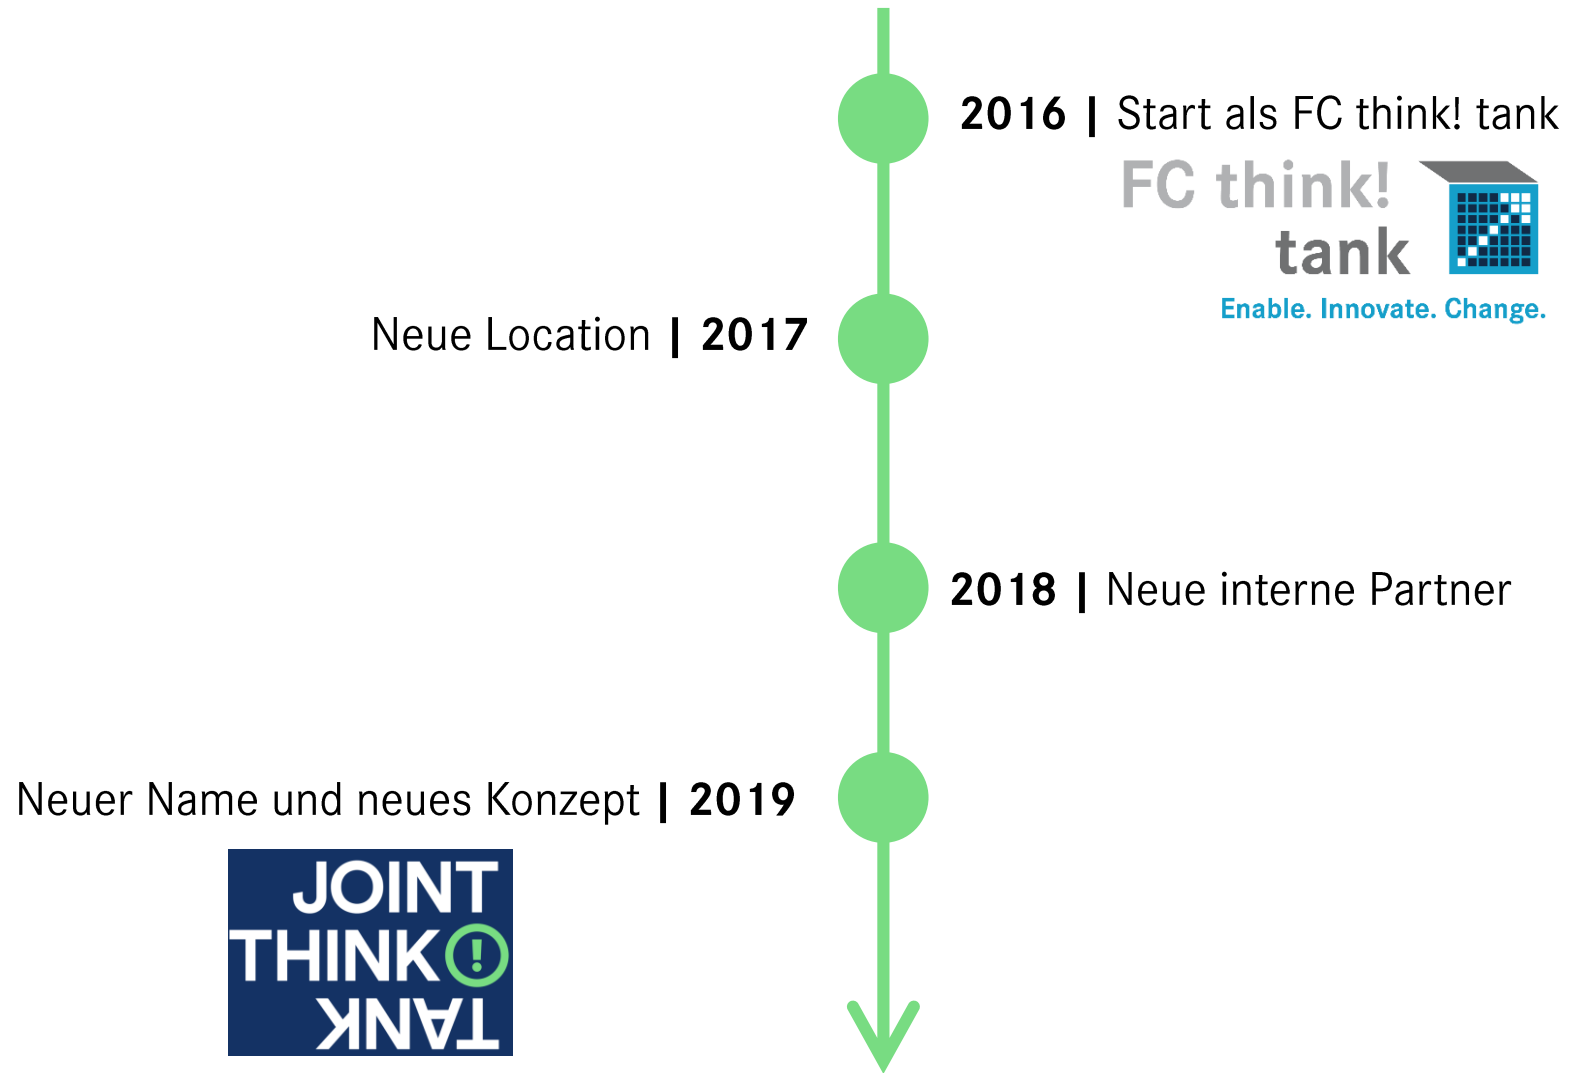 2016 | Start als FC think! tank
FC think!
tank
Enable. Innovate. Change.
Neue Location | 2017
2018 | Neue interne Partner
Neuer Name und neues Konzept | 2019
JOINT
THINK!
TANK